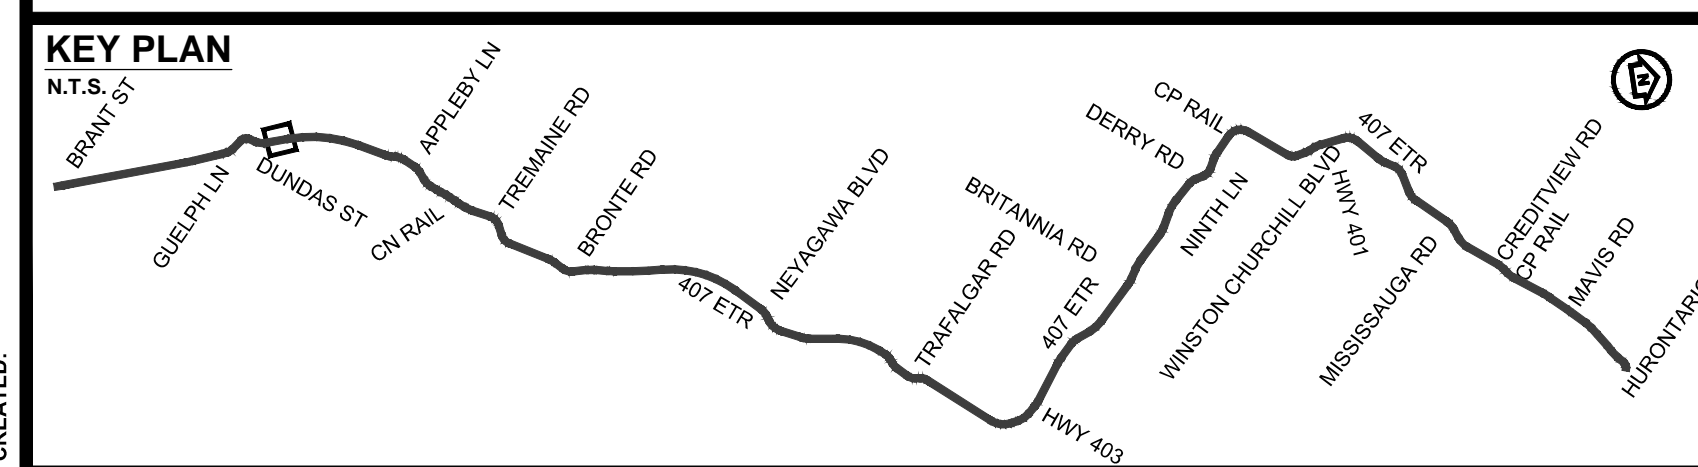 KEY PLAN
N.T.S.
BRANT ST
GUELPH LN
DUNDAS ST
CN RAIL
APPLEBY LN
TREMAINE RD
BRONTE RD
407 ETR
NEYAGAWA BLVD
TRAFALGAR RD
BRITANNIA RD
407 ETR
HWY 403
DERRY RD
CP RAIL
NINTH LN
WINSTON CHURCHILL BLVD
HWY 401
407 ETR
MISSISSAUGA RD
CREDITVIEW RD
CP RAIL
MAVIS RD
N